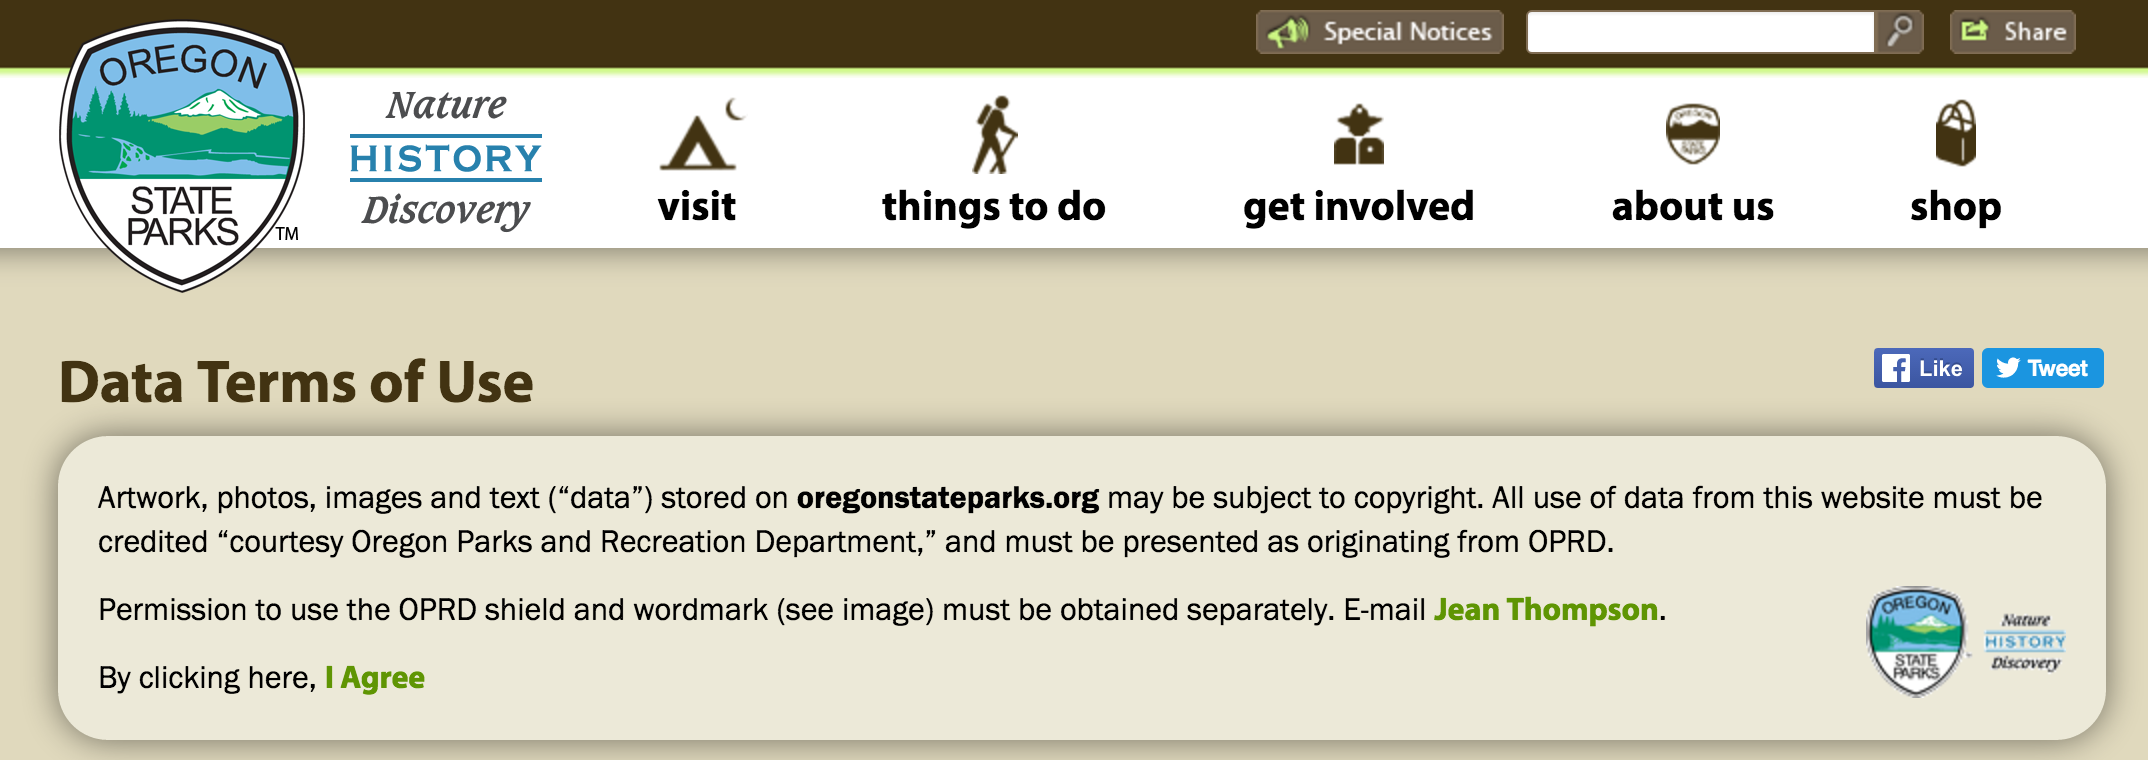 Special Notices
Share
OREGON
STATE
PARKS
TM
Nature
HISTORY
Discovery
visit
things to do
get involved
about us
shop
Data Terms of Use
Like
Tweet
Artwork, photos, images and text (“data”) stored on oregonstateparks.org may be subject to copyright. All use of data from this website must be
credited “courtesy Oregon Parks and Recreation Department,” and must be presented as originating from OPRD.
Permission to use the OPRD shield and wordmark (see image) must be obtained separately. E-mail Jean Thompson.
By clicking here, I Agree
OREGON
STATE
PARKS
Nature
HISTORY
Discovery